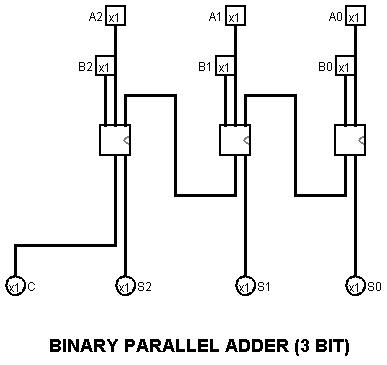 A2 x1 A1 x1 A0 x1
B2 x1 B1 x1 B0 x1
x1 C x1 S2 x1 S1 x1 S0
BINARY PARALLEL ADDER (3 BIT)